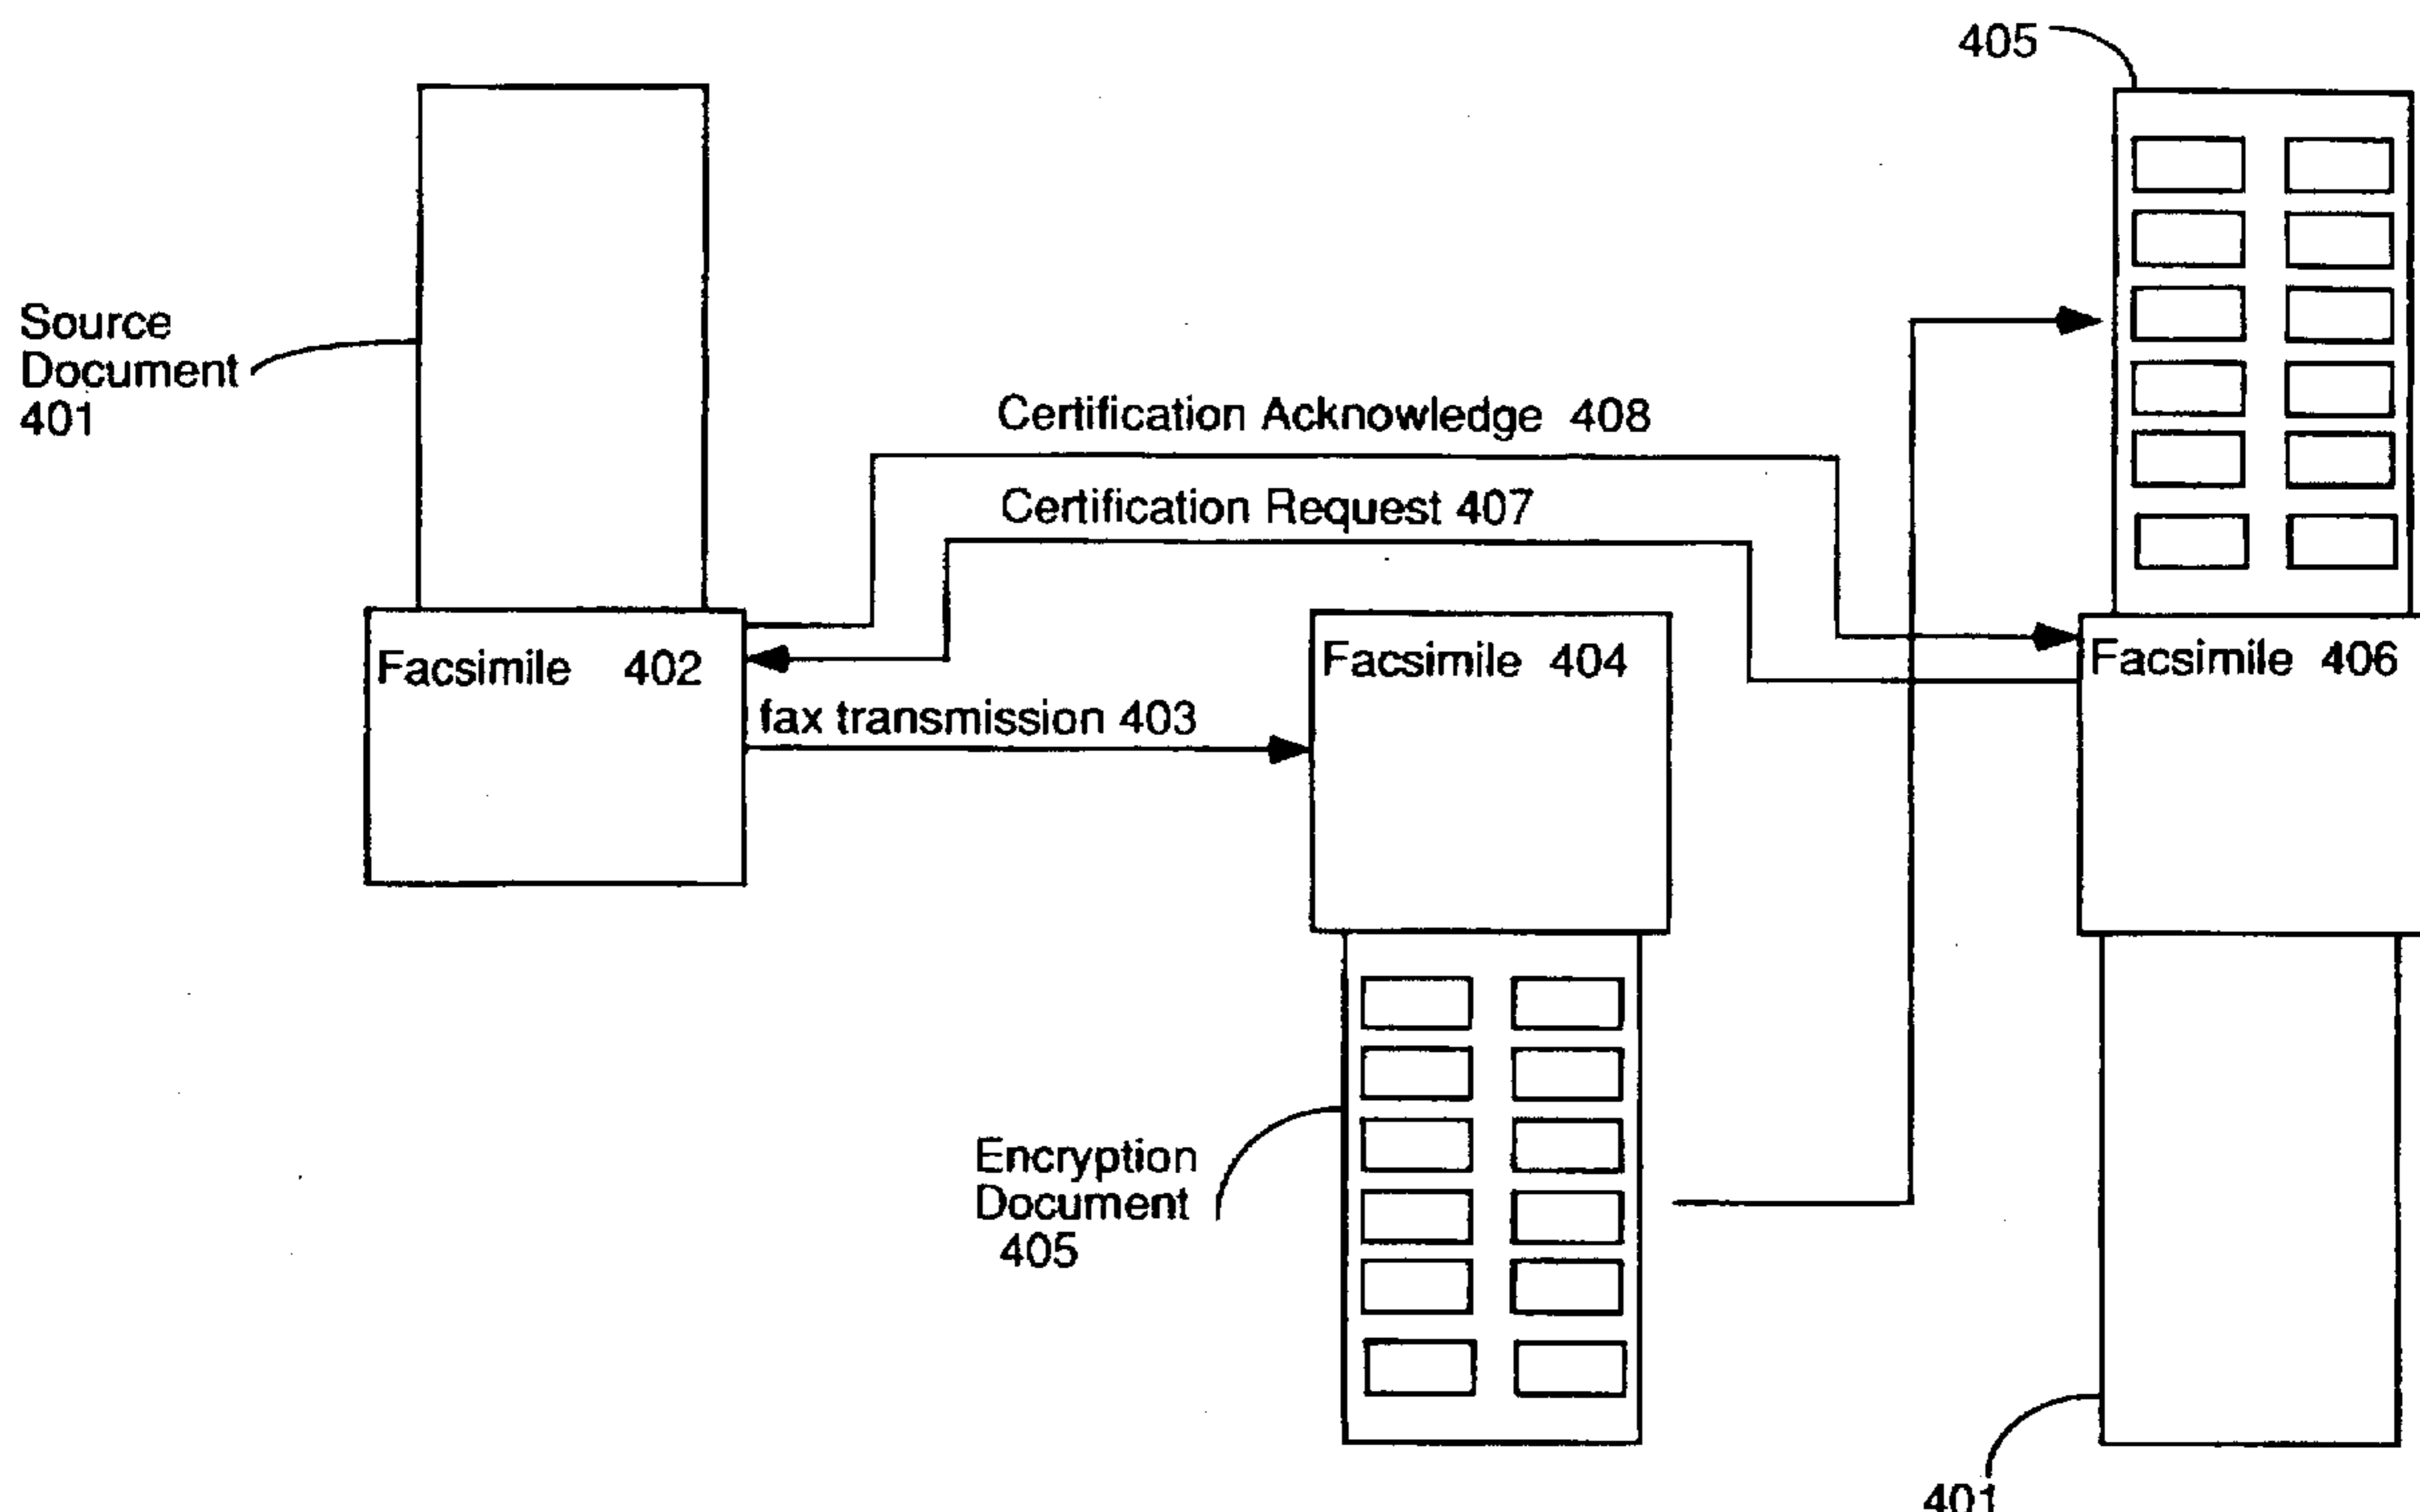 405
Source
Document
401
Certification Acknowledge 408
Certification Request 407
Facsimile 402
Facsimile 404
Facsimile 406
fax transmission 403
Encryption
Document
405
401